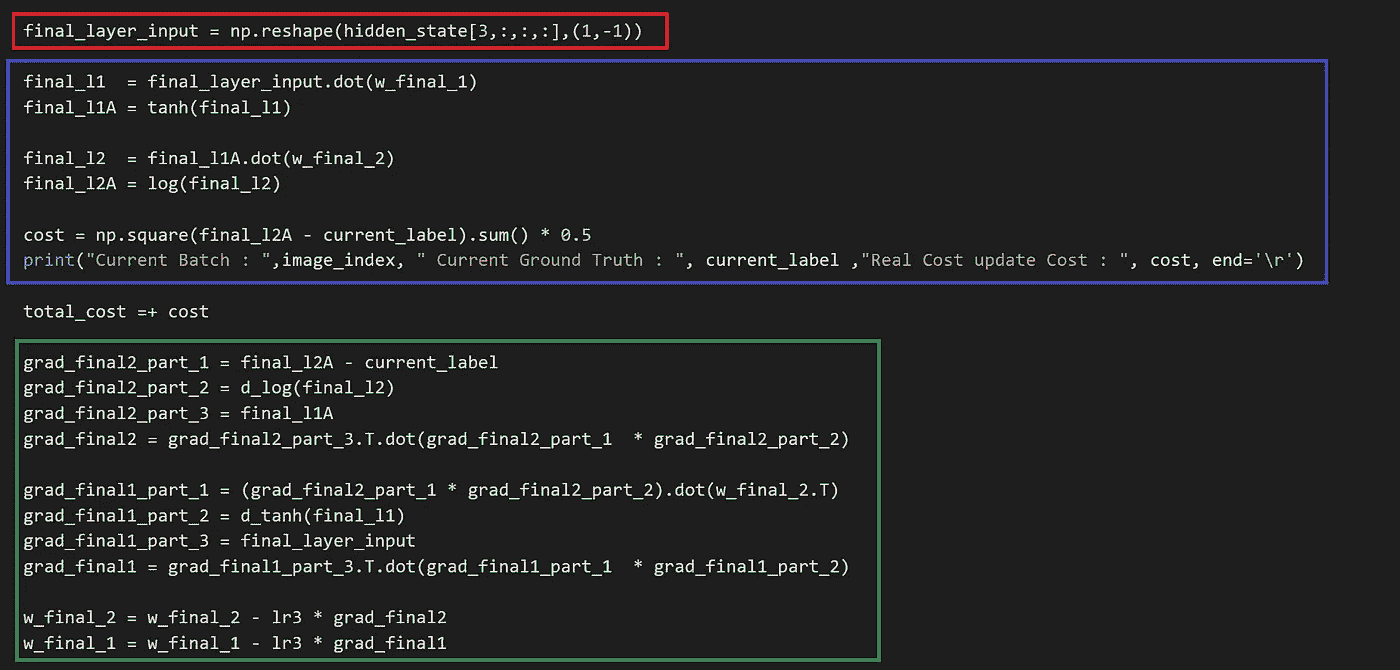 final_layer_input = np.reshape(hidden_state[3,:,:,:],(1,-1))
final_l1  = final_layer_input.dot(w_final_1)
final_l1A = tanh(final_l1)
final_l2  = final_l1A.dot(w_final_2)
final_l2A = log(final_l2)
cost = np.square(final_l2A - current_label).sum() * 0.5
print("Current Batch : ",image_index, " Current Ground Truth : ", current_label ,"Real Cost update Cost : ", cost, end='\r')
total_cost =+ cost
grad_final2_part_1 = final_l2A - current_label
grad_final2_part_2 = d_log(final_l2)
grad_final2_part_3 = final_l1A
grad_final2 = grad_final2_part_3.T.dot(grad_final2_part_1  * grad_final2_part_2)
grad_final1_part_1 = (grad_final2_part_1 * grad_final2_part_2).dot(w_final_2.T)
grad_final1_part_2 = d_tanh(final_l1)
grad_final1_part_3 = final_layer_input
grad_final1 = grad_final1_part_3.T.dot(grad_final1_part_1  * grad_final1_part_2)
w_final_2 = w_final_2 - lr3 * grad_final2
w_final_1 = w_final_1 - lr3 * grad_final1